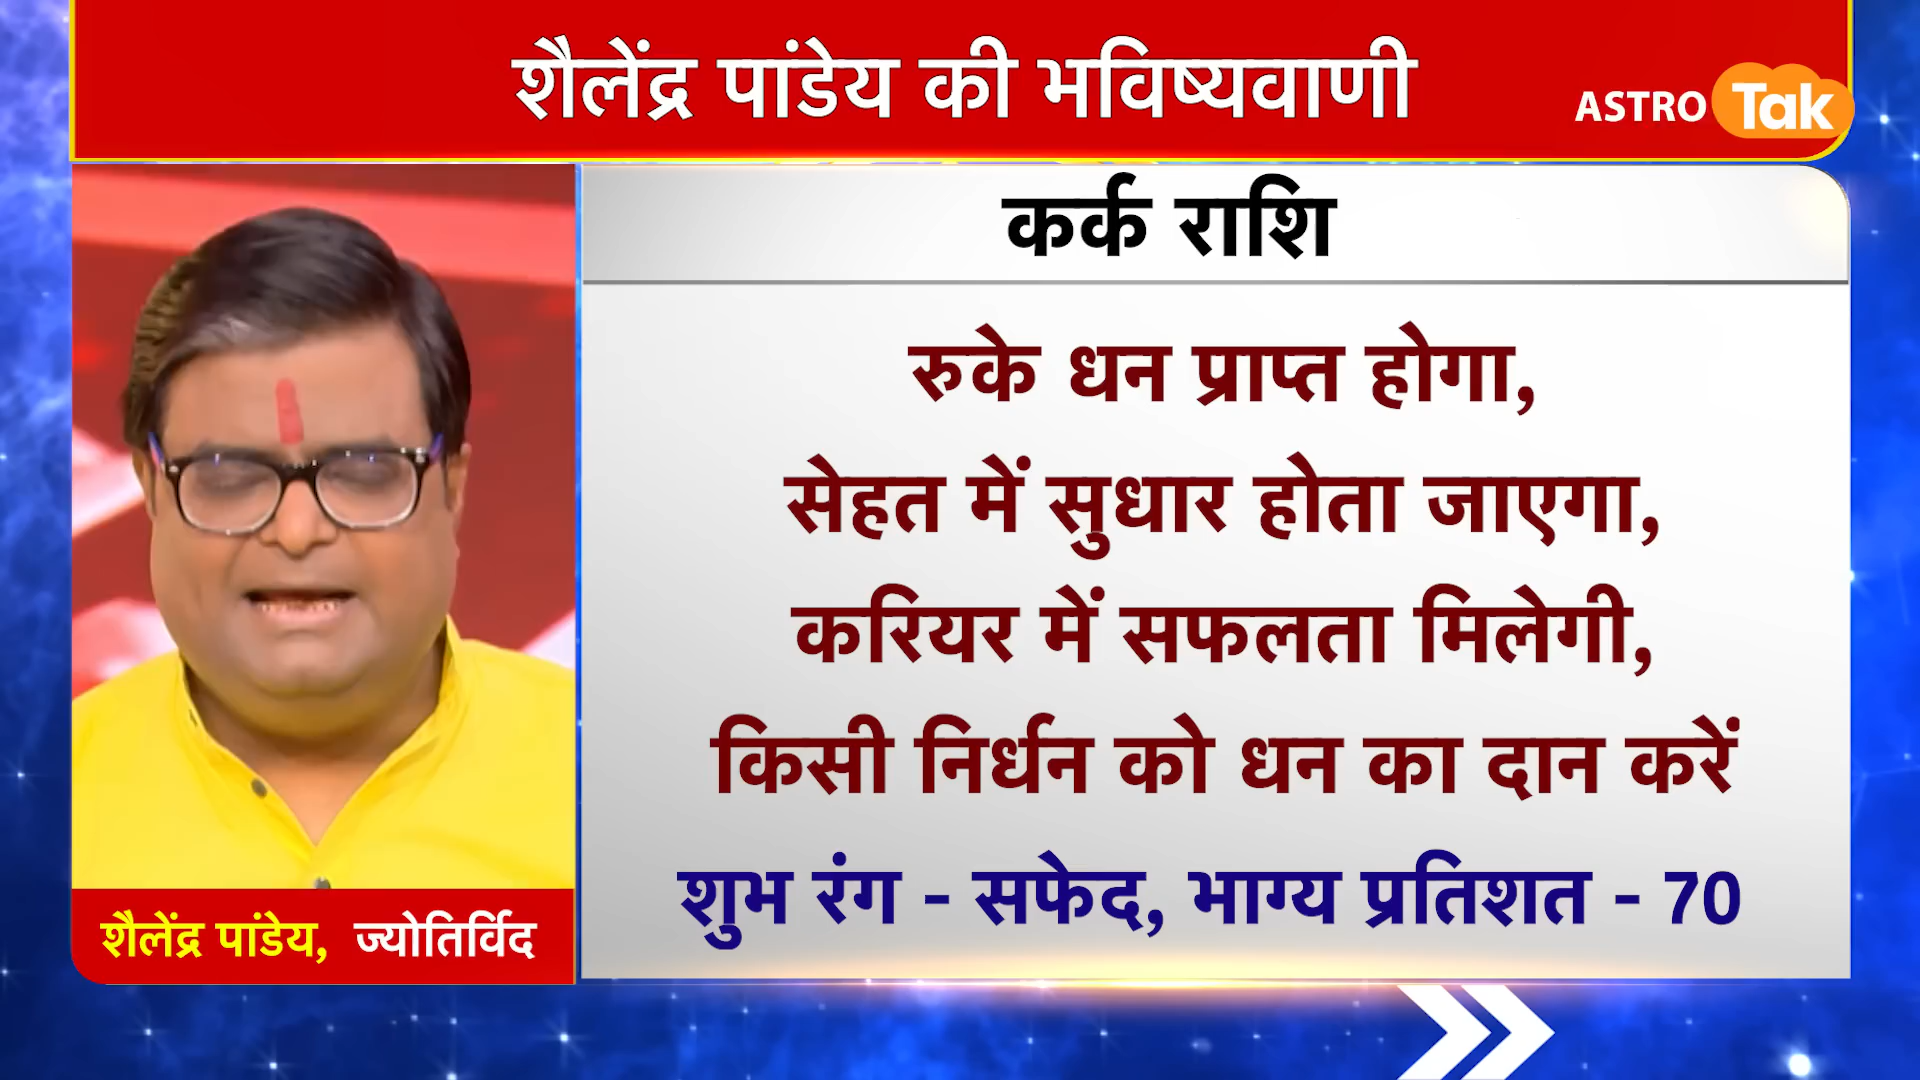 शैलेंद्र पांडेय की भविष्यवाणी
ASTRO Tak
कर्क राशि
रुके धन प्राप्त होगा,
सेहत में सुधार होता जाएगा,
करियर में सफलता मिलेगी,
किसी निर्धन को धन का दान करें
शुभ रंग - सफेद, भाग्य प्रतिशत - 70
शैलेंद्र पांडेय, ज्योतिर्विद